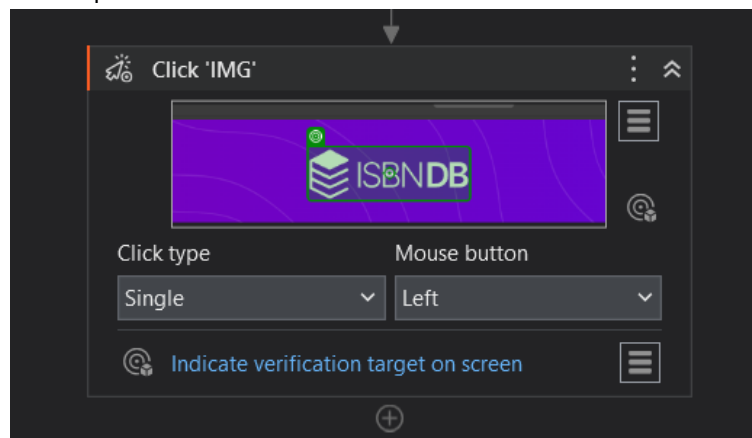 Click 'IMG'
ISBNDB
Click type
Mouse button
Single
Left
Indicate verification target on screen